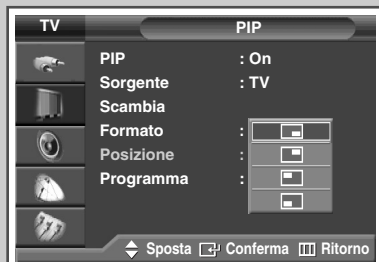 TV PIP
PIP : On
Sorgente : TV
Scambia
Formato :
Posizione :
Programma :
Sposta Conferma Ritorno